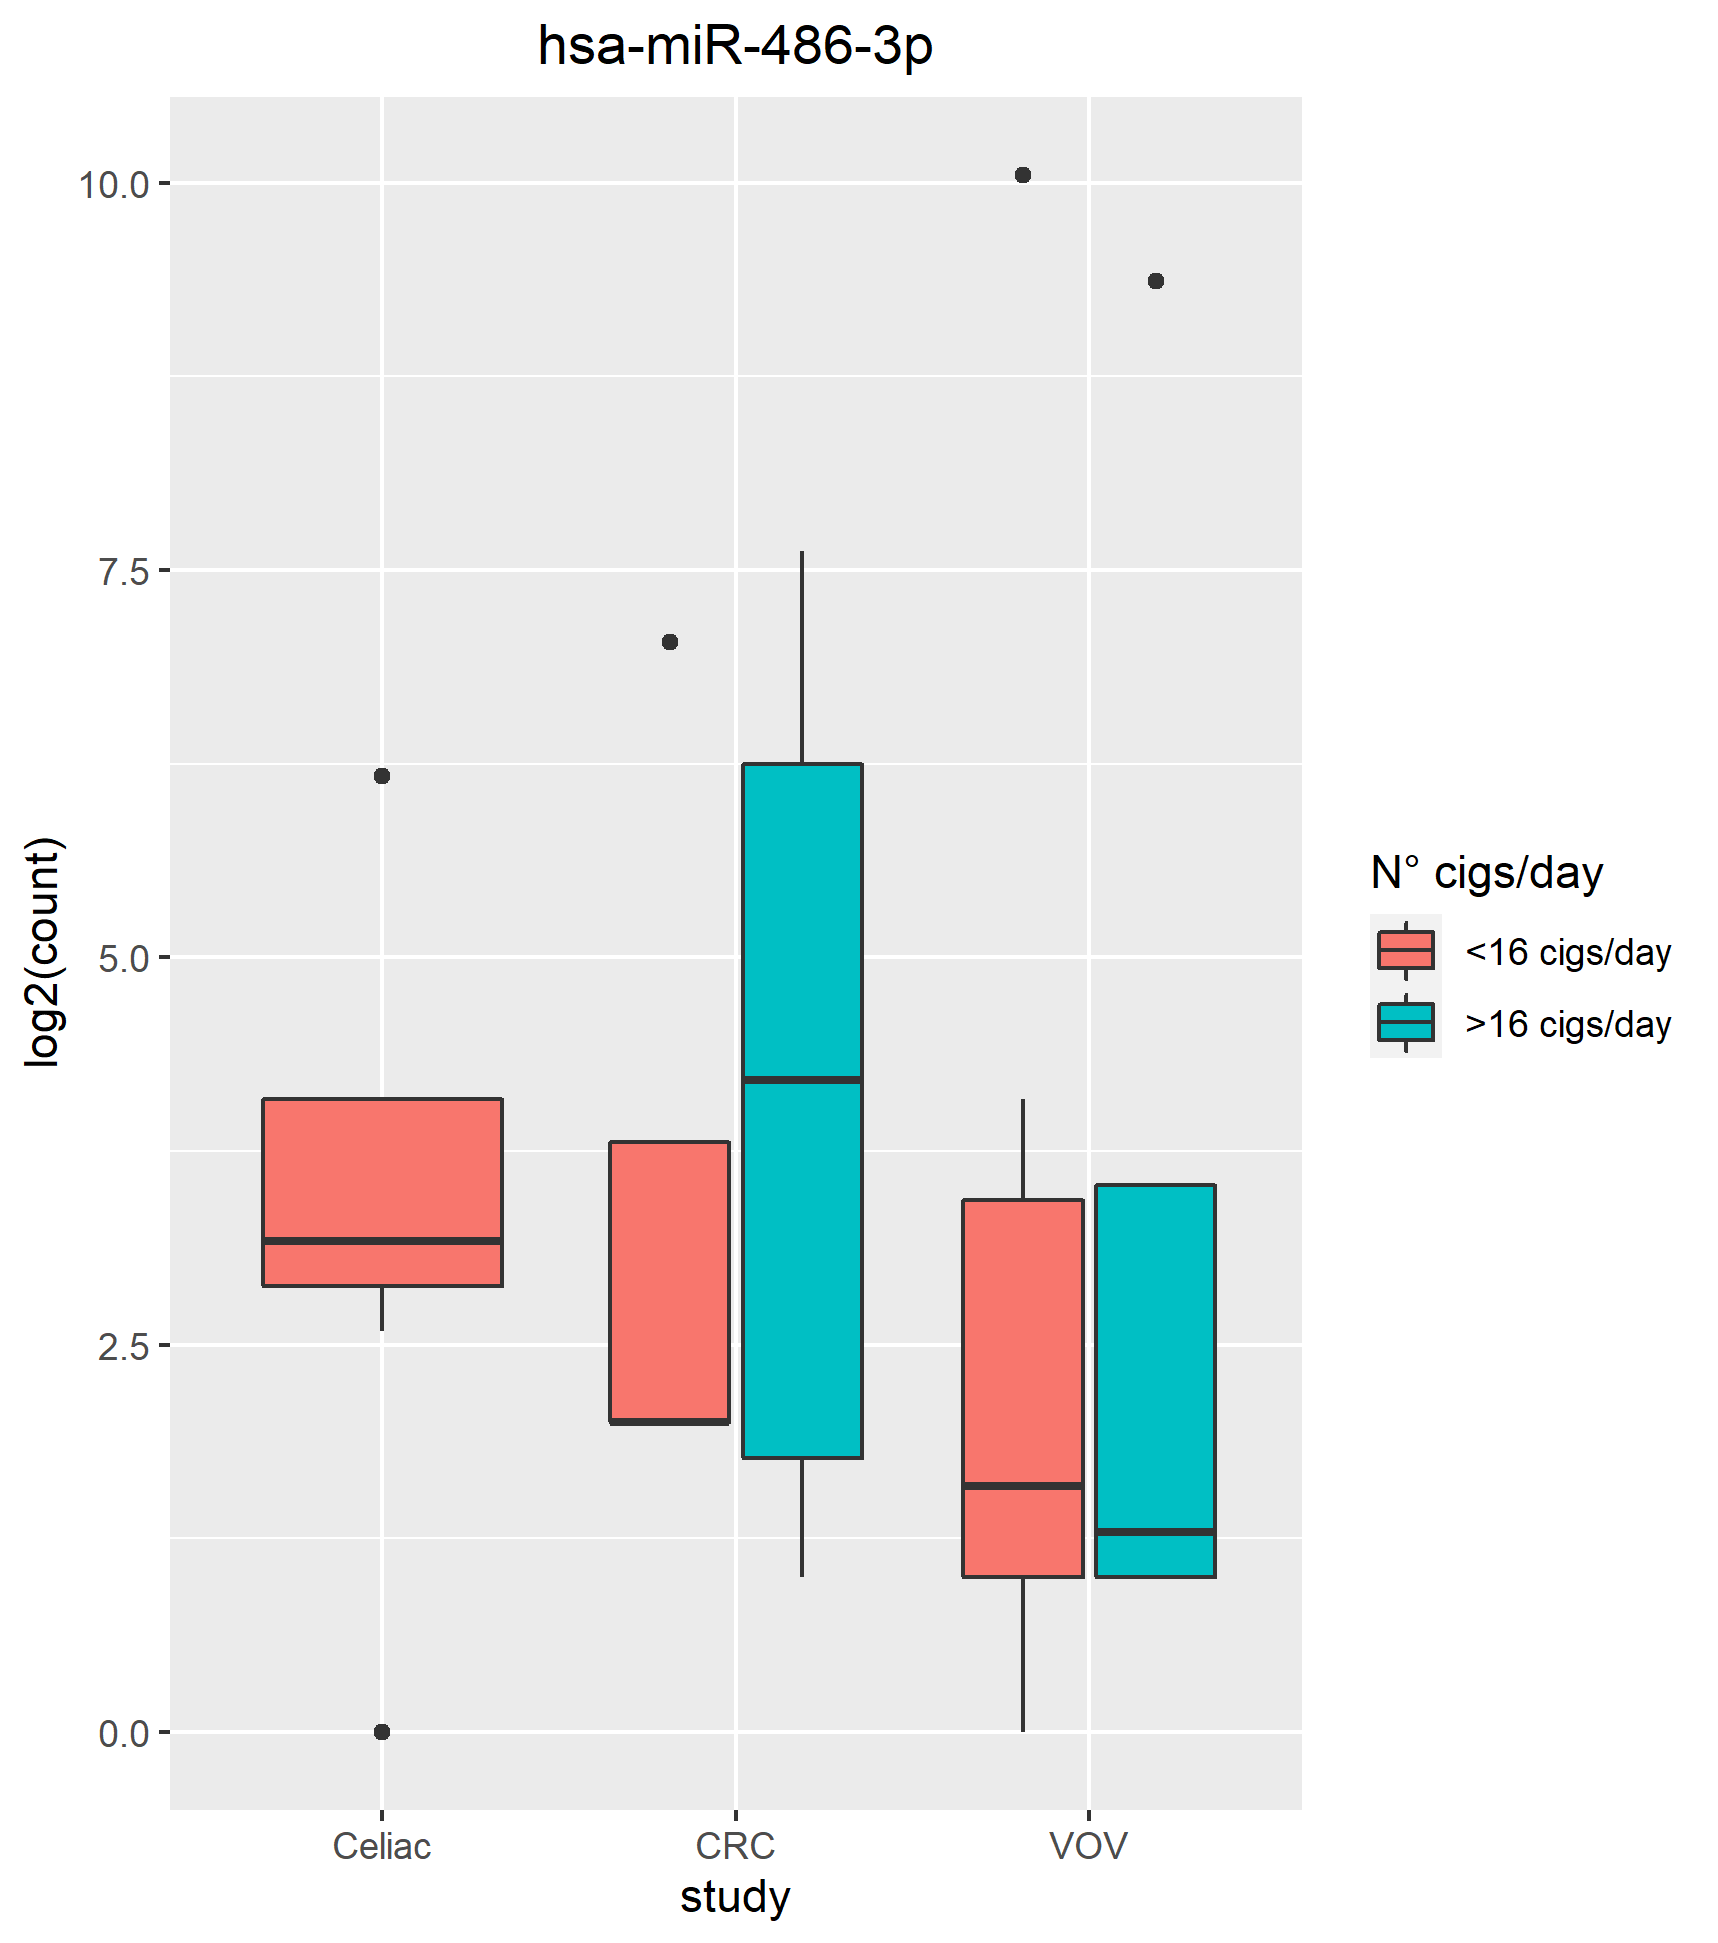 hsa-miR-486-3p
10.0
7.5
5.0
2.5
0.0
log2(count)
Celiac
CRC
VOV
study
N° cigs/day
<16 cigs/day
>16 cigs/day